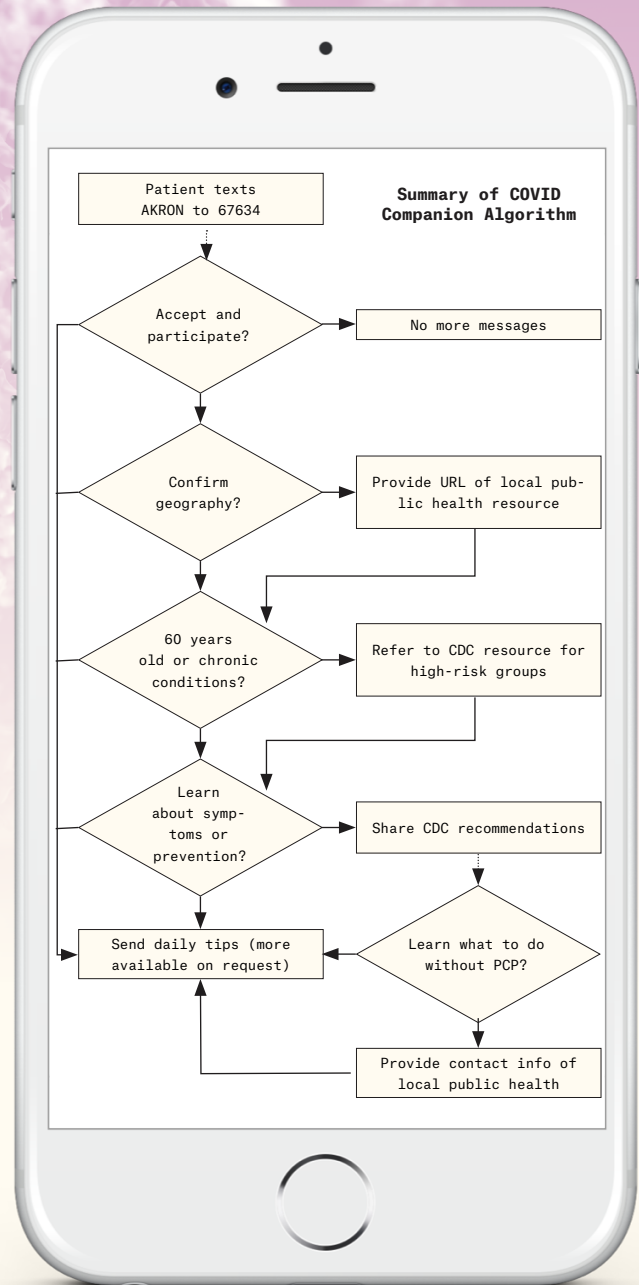 Patient texts
AKRON to 67634
Summary of COVID
Companion Algorithm
Accept and
participate?
No more messages
Confirm
geography?
Provide URL of local pub-
lic health resource
60 years
old or chronic
conditions?
Refer to CDC resource for
high-risk groups
Learn
about symp-
toms or
prevention?
Share CDC recommendations
Send daily tips (more
available on request)
Learn what to do
without PCP?
Provide contact info of
local public health